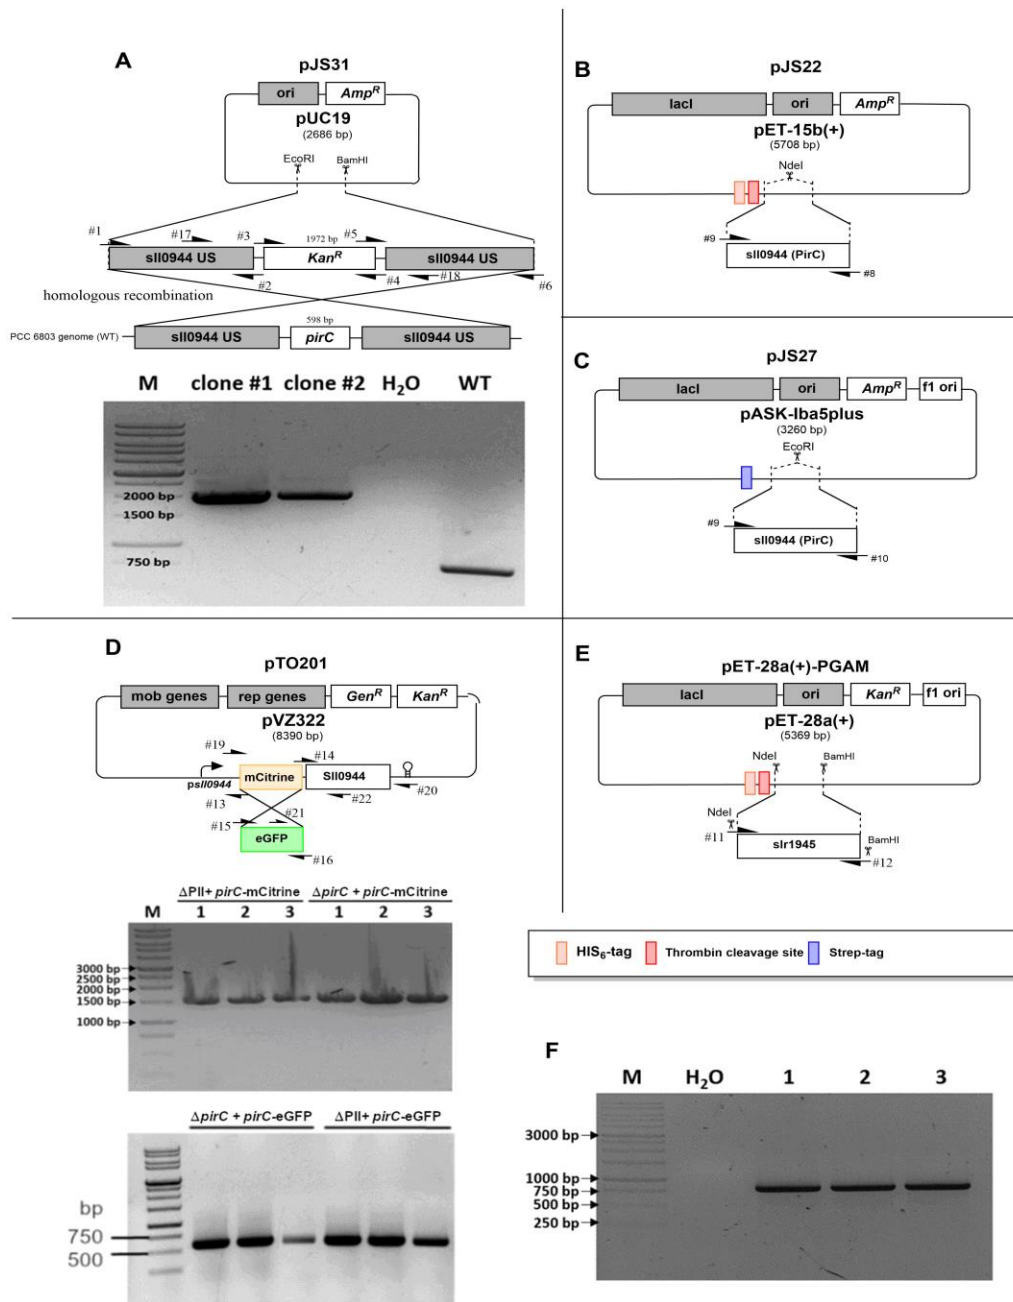 A
pJS31
ori
Amp^R
pUC19
(2686 bp)
EcoRI
BamHI
#1
#17
#3
1972 bp
#5
sll0944 US
Kan^R
sll0944 US
#2
#4
#18
#6
homologous recombination
598 bp
PCC 6803 genome (WT)
sll0944 US
pirC
sll0944 US
M
clone #1
clone #2
H2O
WT
2000 bp
1500 bp
750 bp
B
pJS22
lacI
ori
Amp^R
pET-15b(+)
(5708 bp)
NdeI
#9
sll0944 (PirC)
#8
C
pJS27
lacI
ori
Amp^R
f1 ori
pASK-Iba5plus
(3260 bp)
EcoRI
#9
sll0944 (PirC)
#10
D
pTO201
mob genes
rep genes
Gen^R
Kan^R
pVZ322
(8390 bp)
#19
#14
psll0944
mCitrine
Sll0944
#20
#13
#22
#15
#21
eGFP
#16
ΔPII+ pirC-mCitrine
ΔpirC + pirC-mCitrine
M
1
2
3
1
2
3
3000 bp
2500 bp
2000 bp
1500 bp
1000 bp
ΔpirC + pirC-eGFP
ΔPII+ pirC-eGFP
bp
750
500
E
pET-28a(+)-PGAM
lacI
ori
Kan^R
f1 ori
pET-28a(+)
(5369 bp)
NdeI
BamHI
NdeI
#11
slr1945
BamHI
#12
HIS6-tag
Thrombin cleavage site
Strep-tag
F
M
H2O
1
2
3
3000 bp
1000 bp
750 bp
500 bp
250 bp